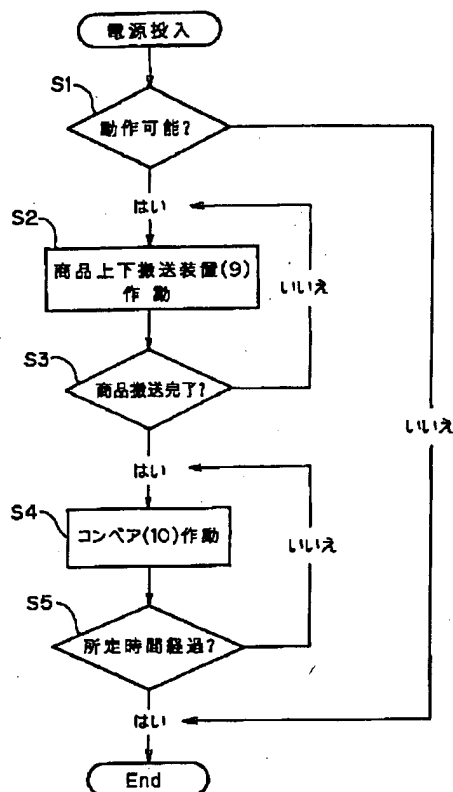 電源投入
S1
動作可能?
はい
S2
商品上下搬送装置(9)
作動
いいえ
S3
商品搬送完了?
いいえ
はい
S4
コンベア(10)作動
いいえ
S5
所定時間経過?
はい
End